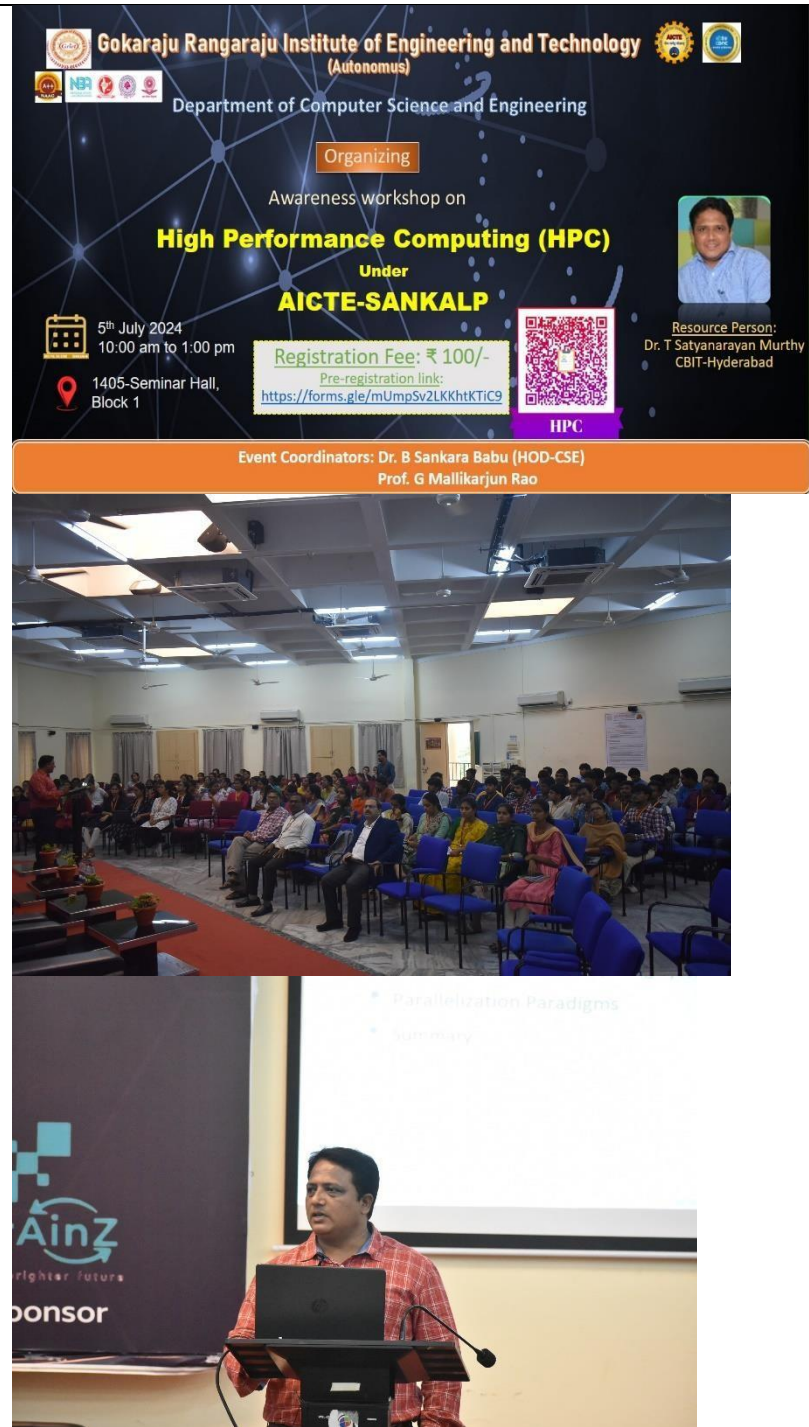 Gokaraju Rangaraju Institute of Engineering and Technology
(Autonomus)
Department of Computer Science and Engineering
Organizing
Awareness workshop on
High Performance Computing (HPC)
Under
AICTE-SANKALP
5th July 2024
10:00 am to 1:00 pm
1405-Seminar Hall,
Block 1
Registration Fee: ₹ 100/-
Pre-registration link:
https://forms.gle/mUmpSv2LKKhtKTiC9
HPC
Resource Person:
Dr. T Satyanarayan Murthy
CBIT-Hyderabad
Event Coordinators: Dr. B Sankara Babu (HOD-CSE)
Prof. G Mallikarjun Rao
• Parallelization Paradigms
• Summary
AinZ
righter future
onsor